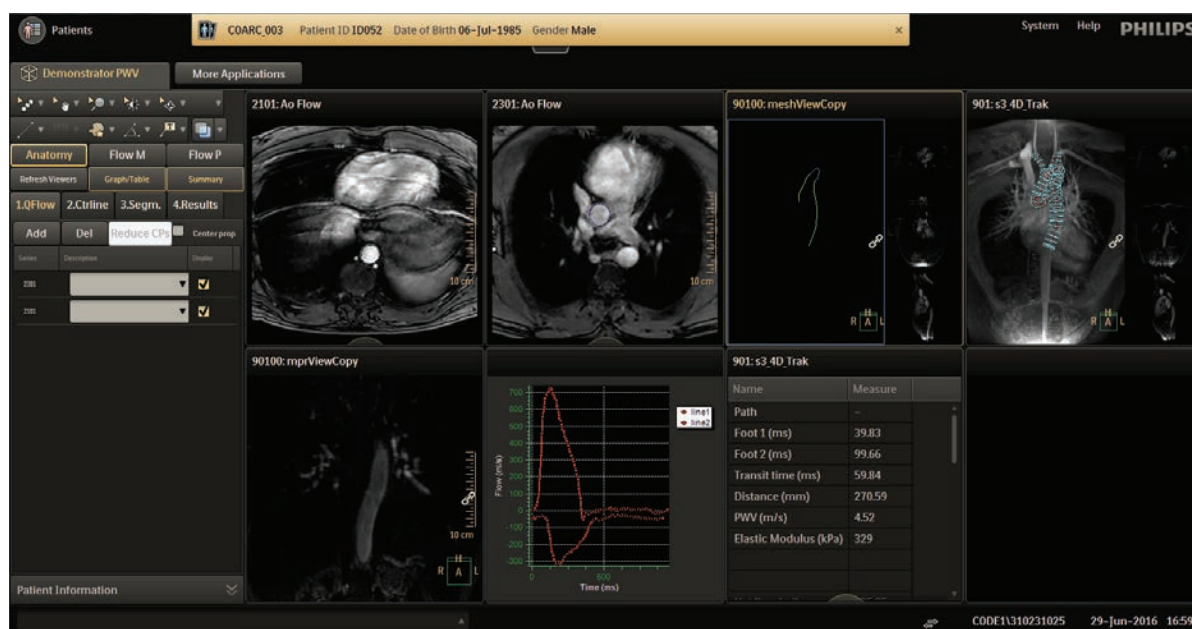 Patients
COARC_003 Patient ID ID052 Date of Birth 06-Jul-1985 Gender Male ×
System Help PHILIPS
Demonstrator PWV More Applications
Anatomy Flow M Flow P
Refresh Viewers Graph/Table Summary
1.QFlow 2.Ctrline 3.Segm. 4.Results
Add Del Reduce CPs Center prop
Series Description Display
2301
2101: Ao Flow
10 cm
2301: Ao Flow
10 cm
90100: meshViewCopy
H
R A L
901: s3_4D_Trak
H
R A L
90100: mprViewCopy
10 cm
H
R A L
line1
line2
Flow (m/s)
700
600
500
400
300
200
100
0
-100
-200
-300
0 500
Time (ms)
901: s3_4D_Trak
Name Measure
Path –
Foot 1 (ms) 39.83
Foot 2 (ms) 99.66
Transit time (ms) 59.84
Distance (mm) 270.59
PWV (m/s) 4.52
Elastic Modulus (kPa) 329
Patient Information
CODE1\310231025 29-Jun-2016 16:59